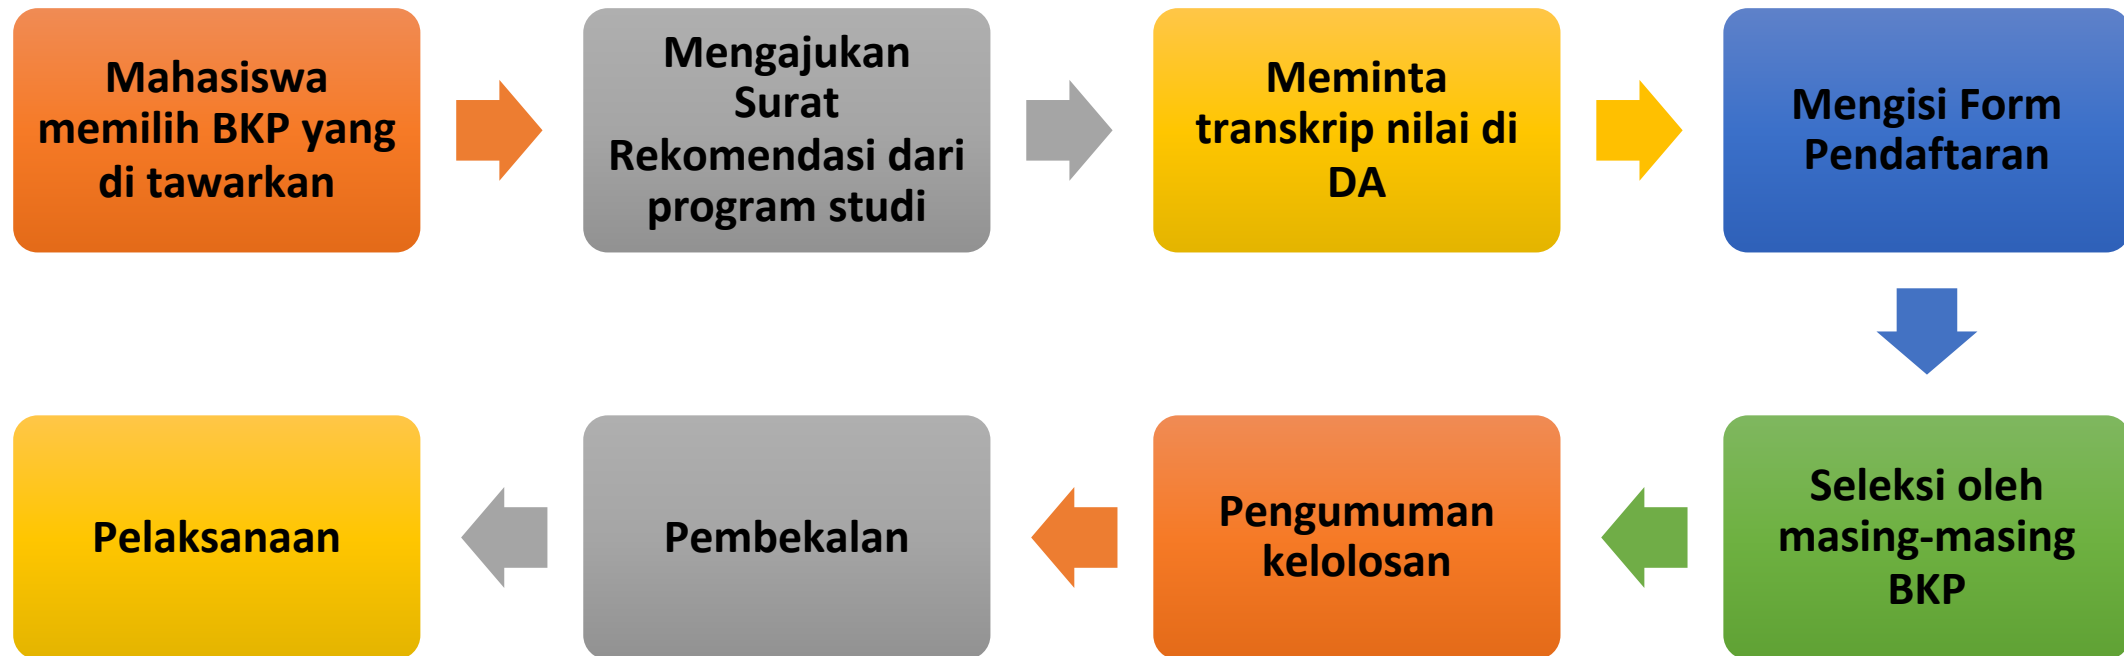 Mahasiswa
memilih BKP yang
di tawarkan
Mengajukan
Surat
Rekomendasi dari
program studi
Meminta
transkrip nilai di
DA
Mengisi Form
Pendaftaran
Seleksi oleh
masing-masing
BKP
Pengumuman
kelolosan
Pembekalan
Pelaksanaan